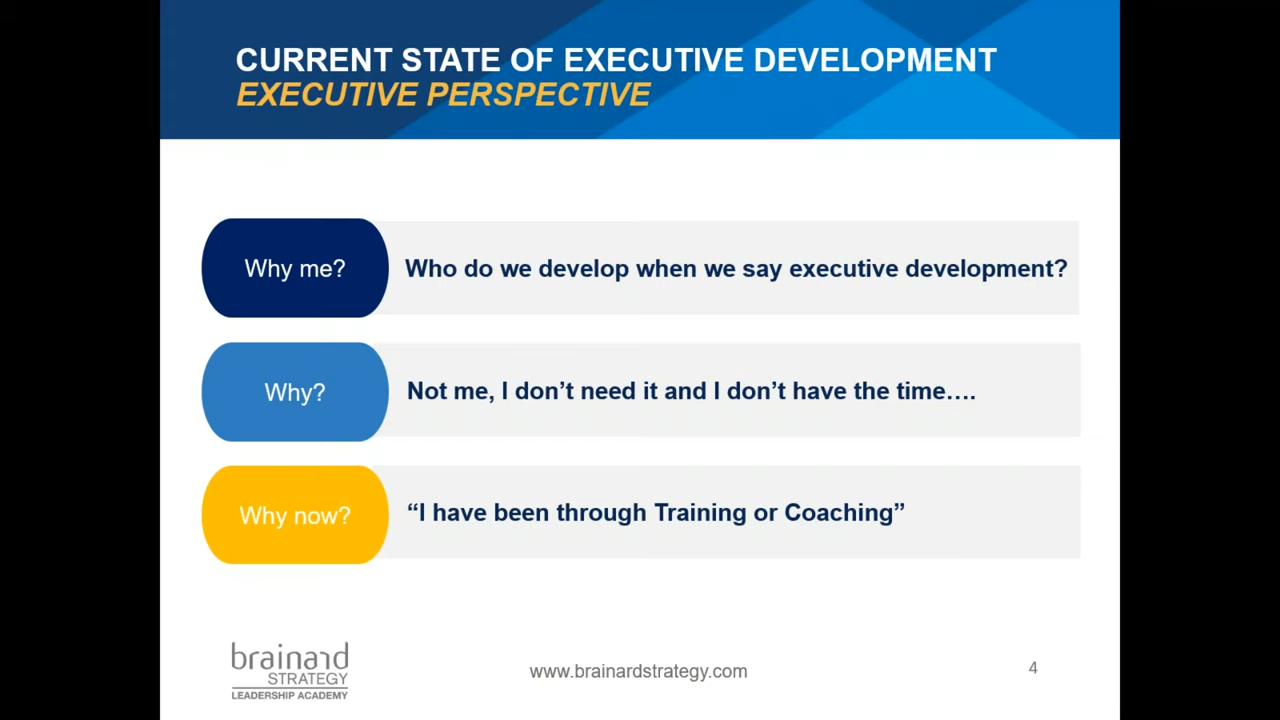 CURRENT STATE OF EXECUTIVE DEVELOPMENT
EXECUTIVE PERSPECTIVE
Why me?
Who do we develop when we say executive development?
Why?
Not me, I don’t need it and I don’t have the time….
Why now?
“I have been through Training or Coaching”
brainard
STRATEGY
LEADERSHIP ACADEMY
www.brainardstrategy.com
4